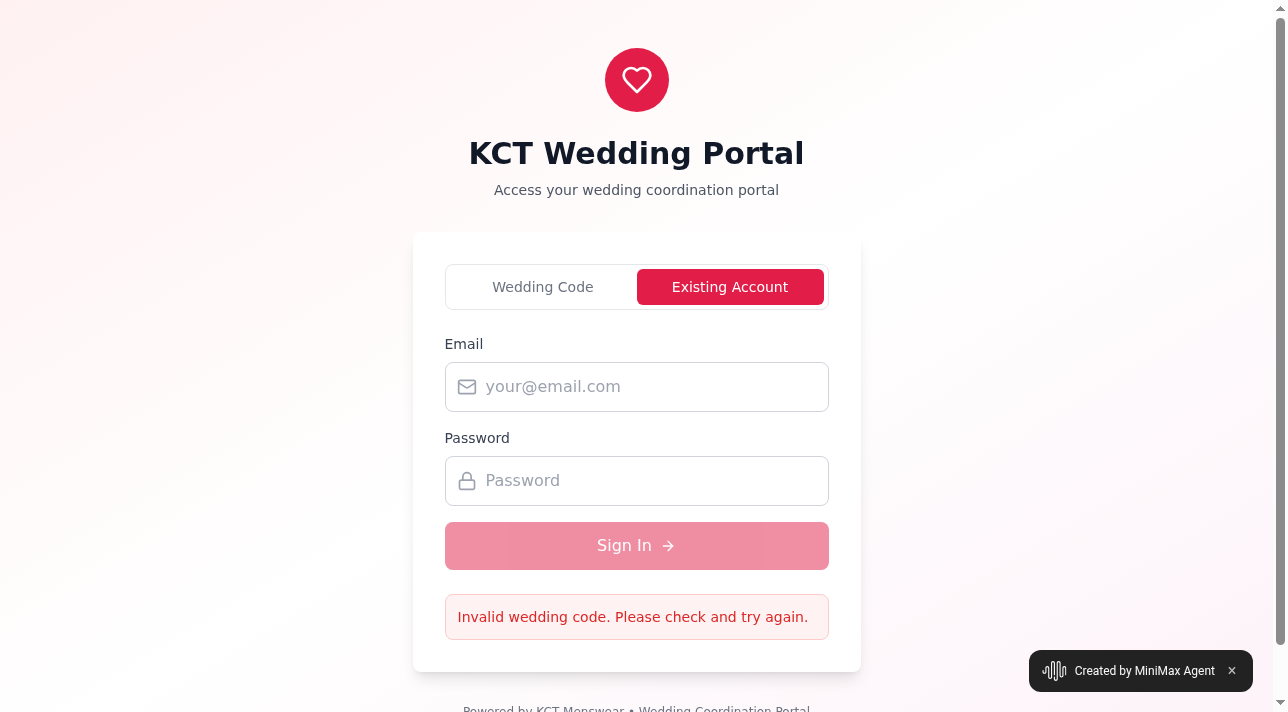 KCT Wedding Portal
Access your wedding coordination portal
Wedding Code
Existing Account
Email
your@email.com
Password
Password
Sign In
Invalid wedding code. Please check and try again.
Created by MiniMax Agent
Powered by KCT Menswear • Wedding Coordination Portal